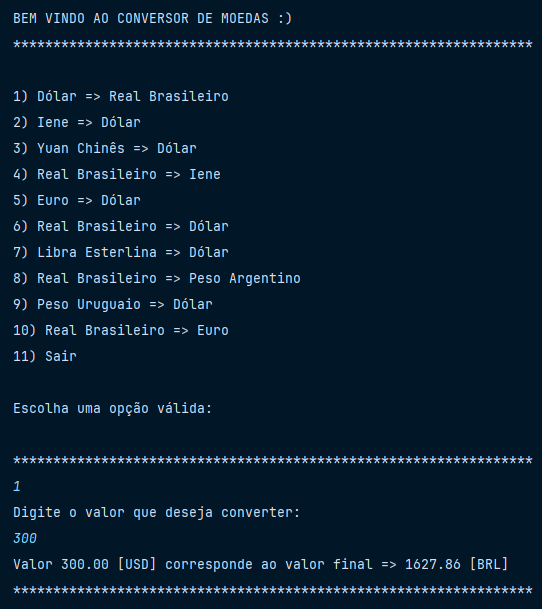 BEM VINDO AO CONVERSOR DE MOEDAS :)
*****************************************************************
1) Dólar => Real Brasileiro
2) Iene => Dólar
3) Yuan Chinês => Dólar
4) Real Brasileiro => Iene
5) Euro => Dólar
6) Real Brasileiro => Dólar
7) Libra Esterlina => Dólar
8) Real Brasileiro => Peso Argentino
9) Peso Uruguaio => Dólar
10) Real Brasileiro => Euro
11) Sair
Escolha uma opção válida:
*****************************************************************
1
Digite o valor que deseja converter:
300
Valor 300.00 [USD] corresponde ao valor final => 1627.86 [BRL]
*****************************************************************